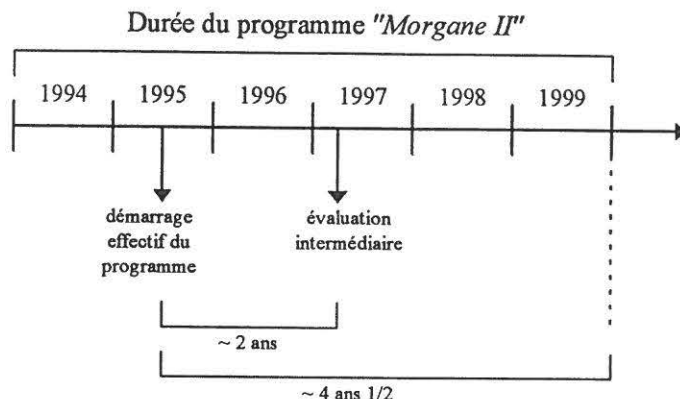 Durée du programme "Morgane II"
1994 1995 1996 1997 1998 1999
démarrage
effectif du
programme
évaluation
intermédiaire
~ 2 ans
~ 4 ans 1/2